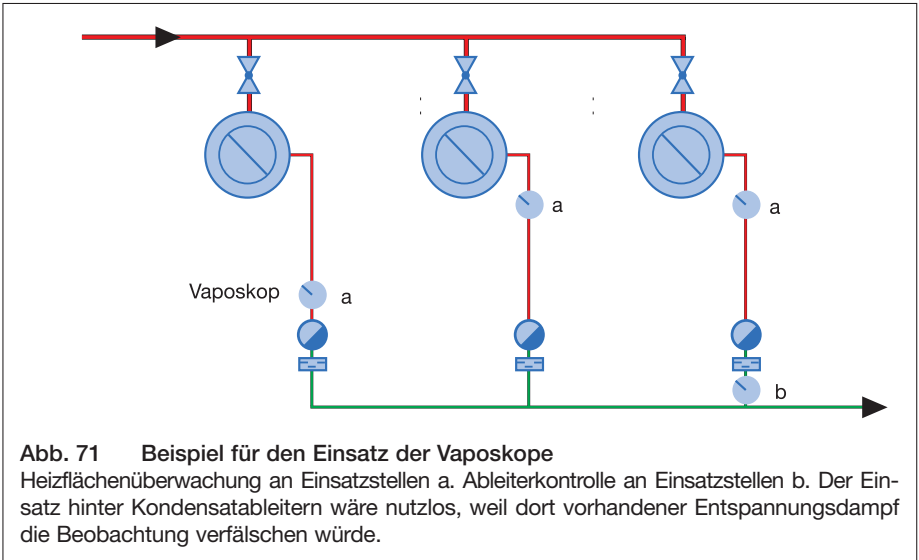 a
a
Vaposkop
a
b
Abb. 71 Beispiel für den Einsatz der Vaposkope
Heizflächenüberwachung an Einsatzstellen a. Ableiterkontrolle an Einsatzstellen b. Der Ein-
satz hinter Kondensatableitern wäre nutzlos, weil dort vorhandener Entspannungsdampf
die Beobachtung verfälschen würde.